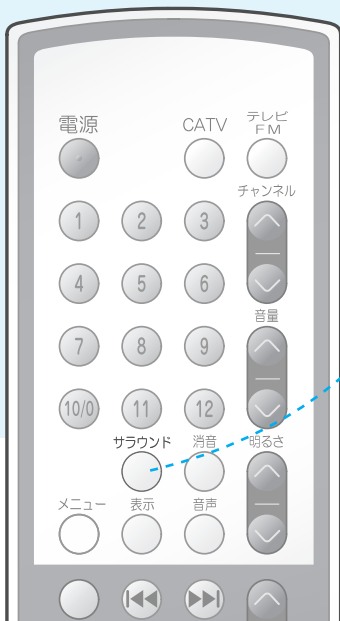 電源
CATV
テレビ
FM
チャンネル
1
2
3
4
5
6
音量
7
8
9
10/0
11
12
サラウンド
消音
明るさ
メニュー
表示
音声